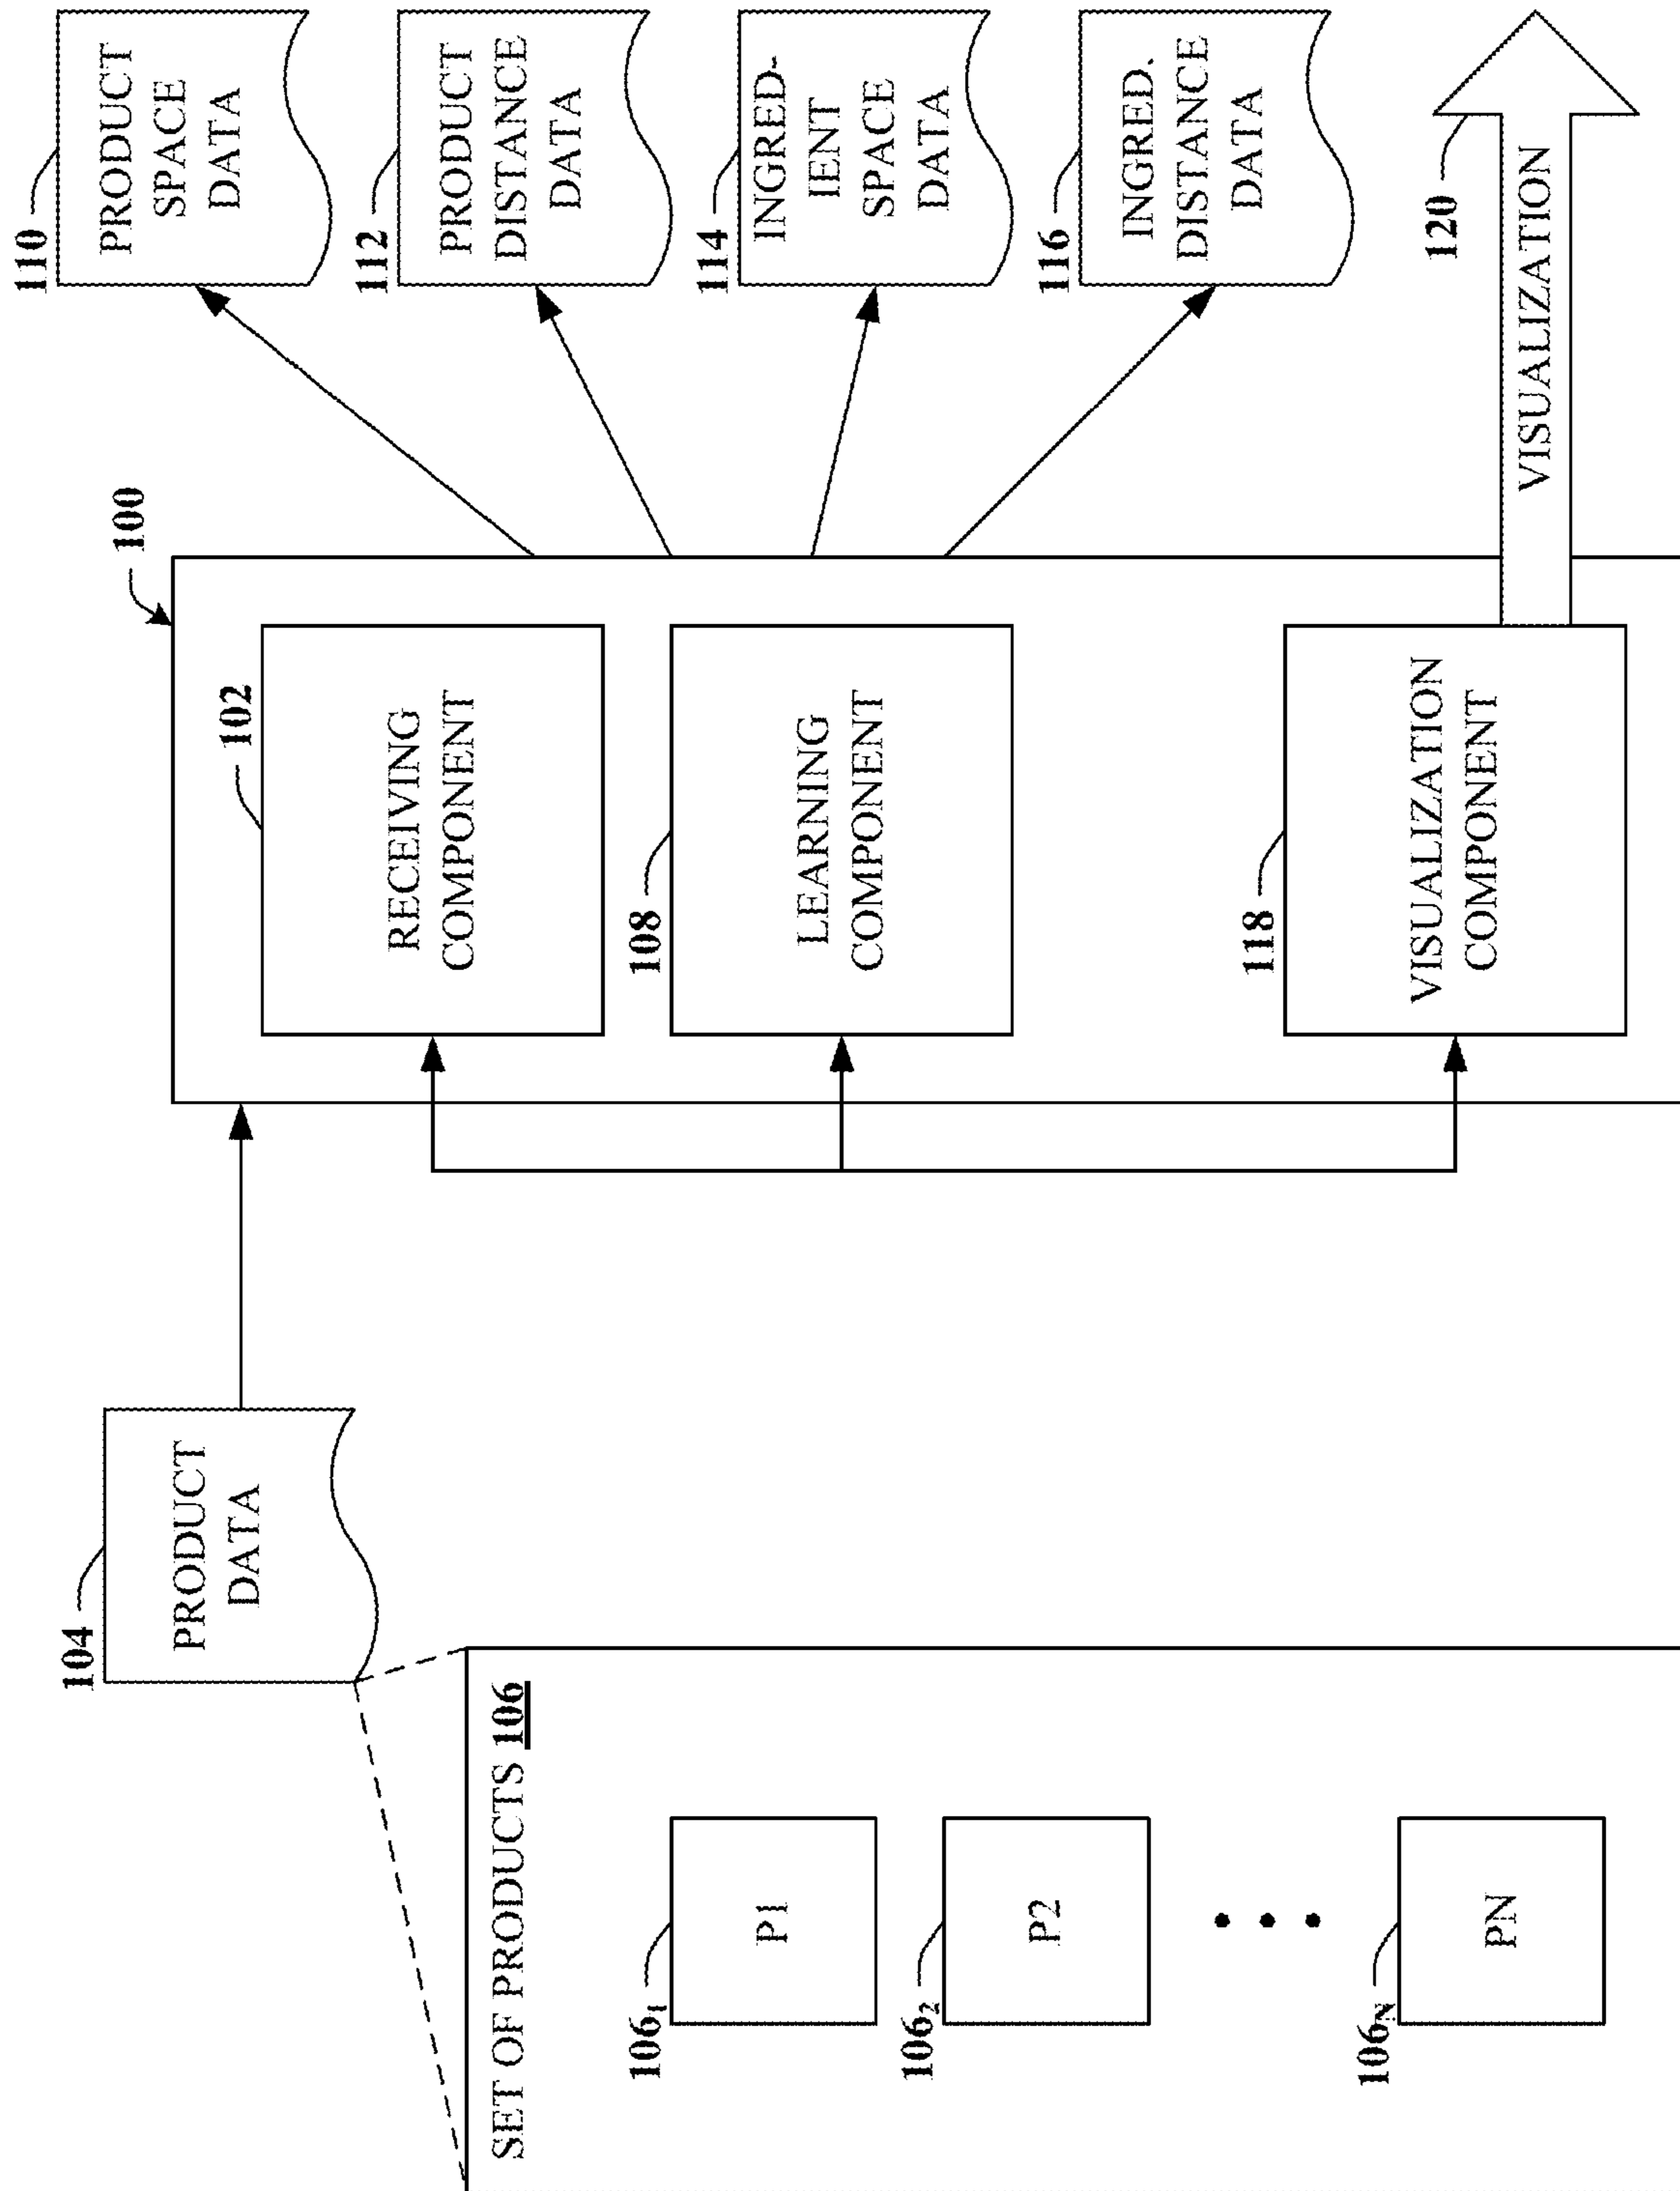 104
PRODUCT
DATA
SET OF PRODUCTS 106
106₁
P1
106₂
P2
106N
PN
100
102
RECEIVING
COMPONENT
108
LEARNING
COMPONENT
118
VISUALIZATION
COMPONENT
110
PRODUCT
SPACE
DATA
112
PRODUCT
DISTANCE
DATA
114
INGRED-
IENT
SPACE
DATA
116
INGRED.
DISTANCE
DATA
120
VISUALIZATION